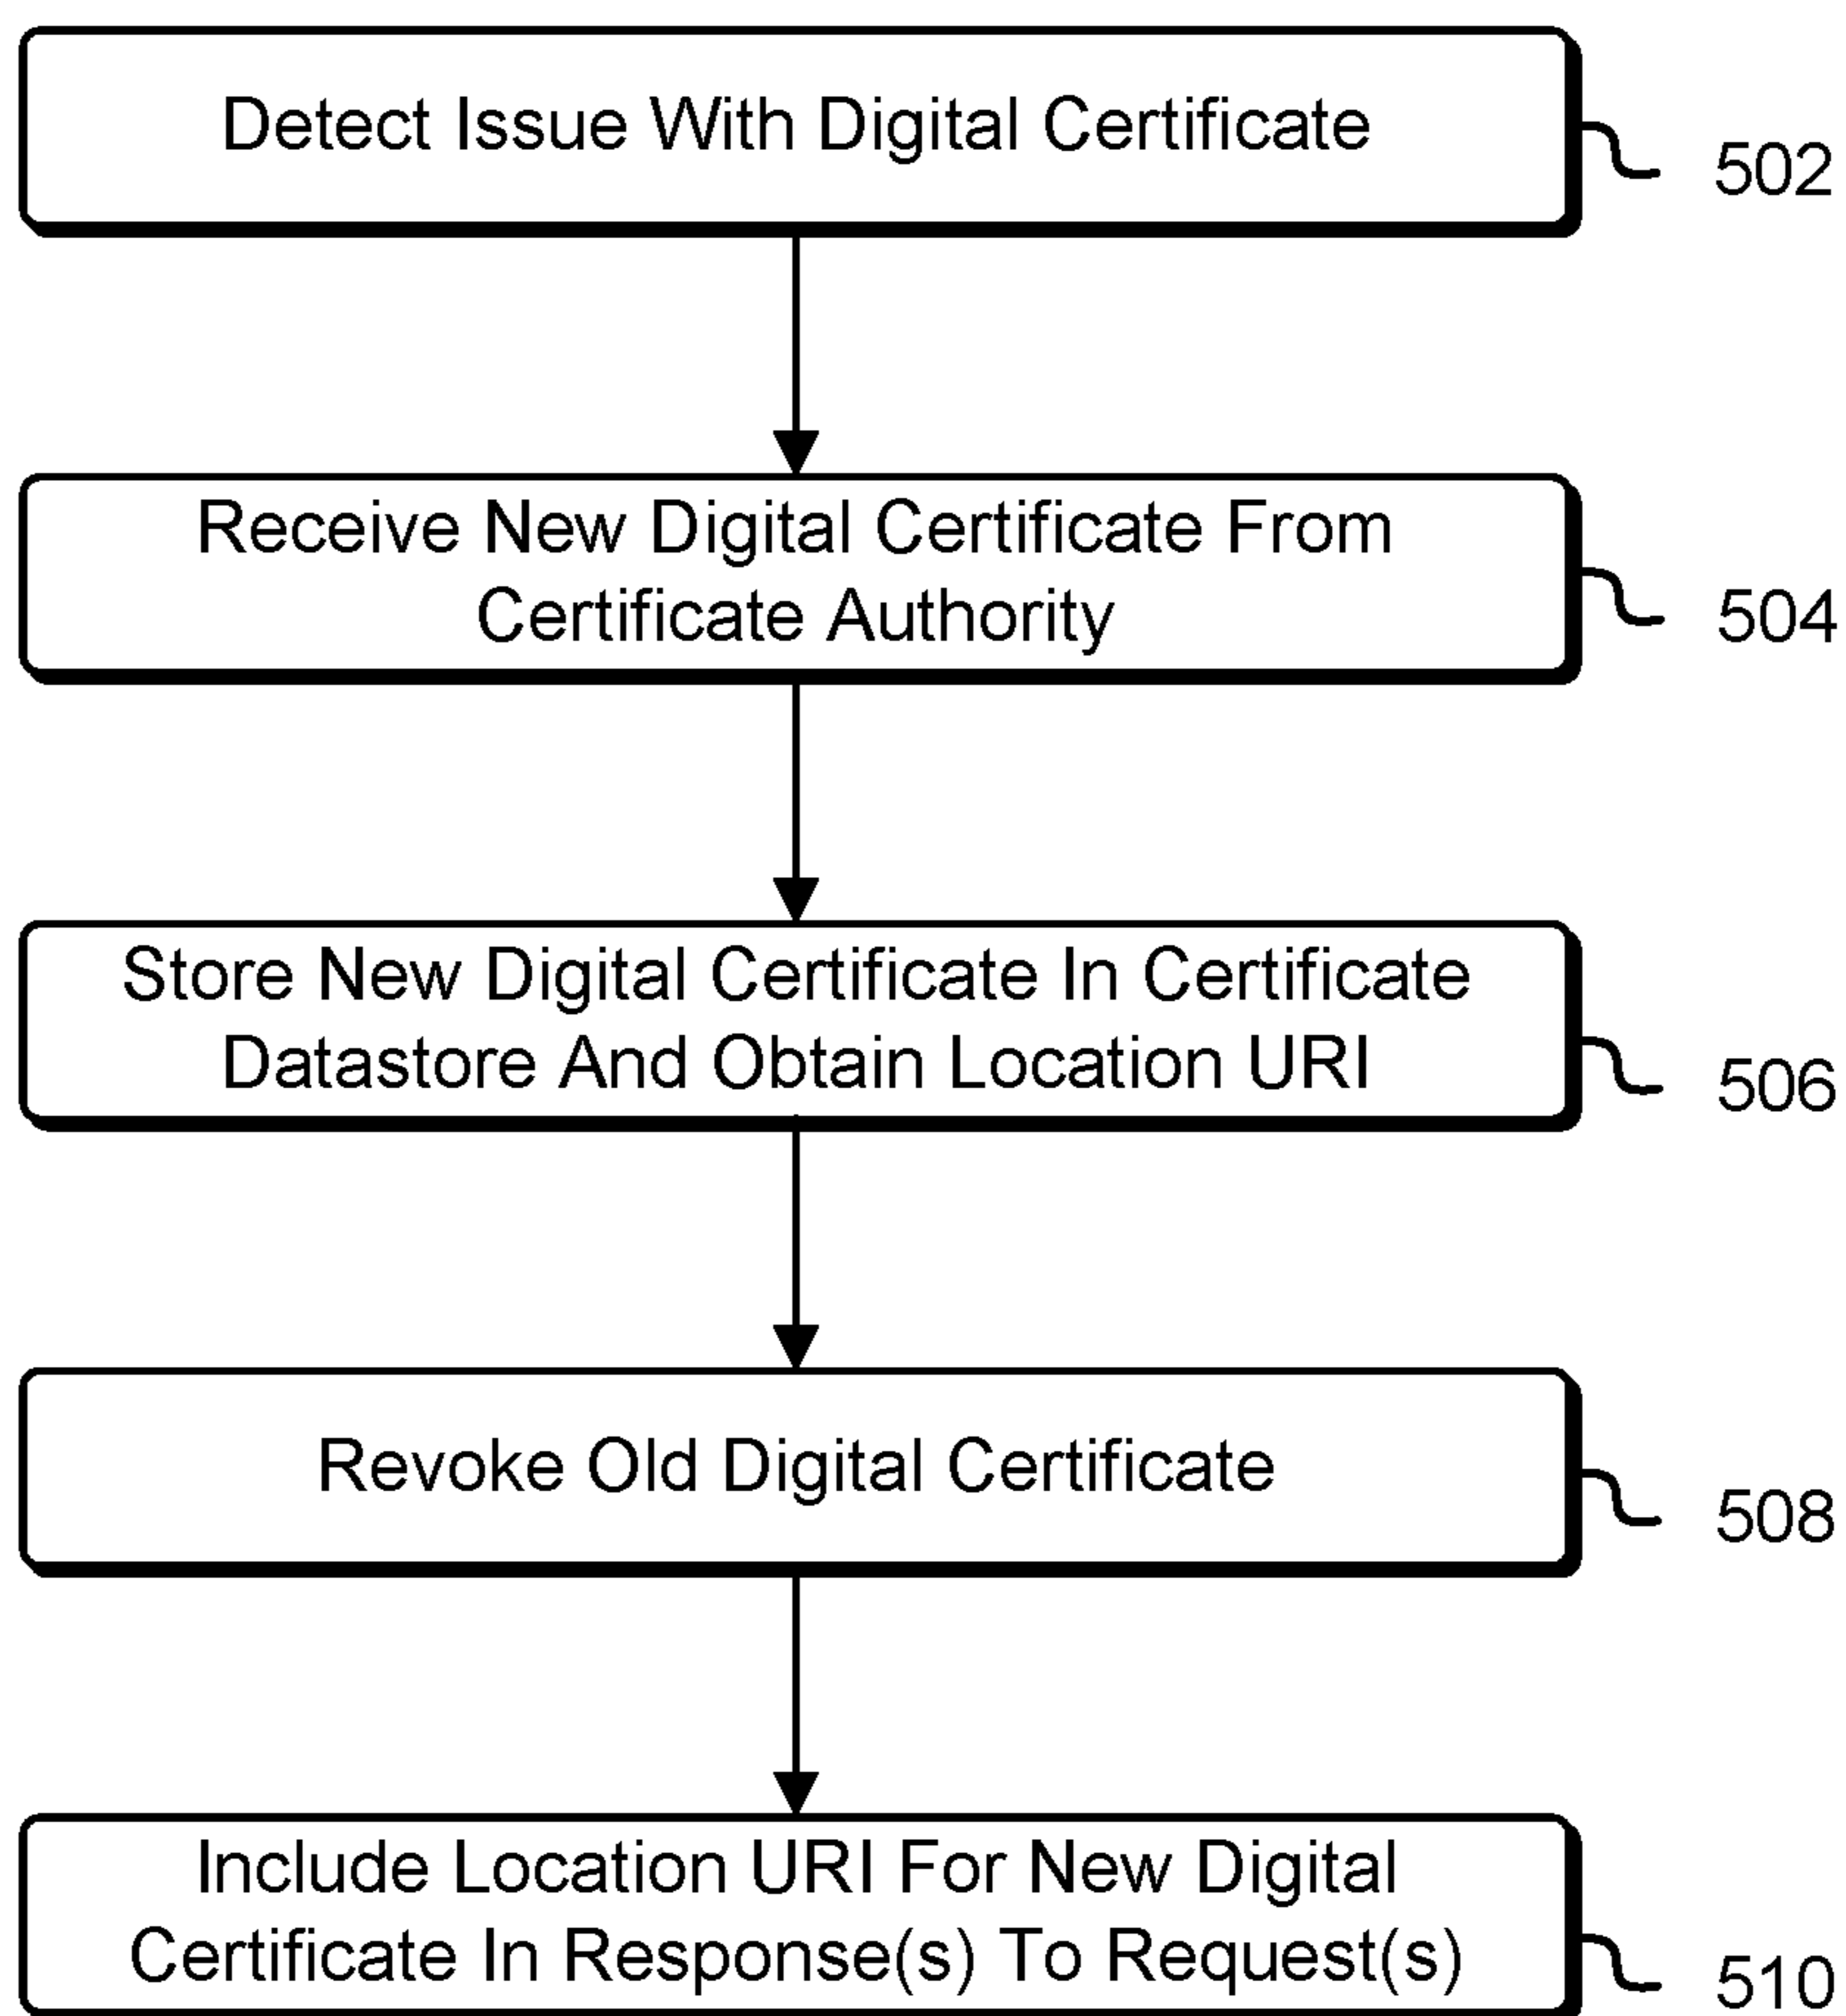 Detect Issue With Digital Certificate
502
Receive New Digital Certificate From
Certificate Authority
504
Store New Digital Certificate In Certificate
Datastore And Obtain Location URI
506
Revoke Old Digital Certificate
508
Include Location URI For New Digital
Certificate In Response(s) To Request(s)
510